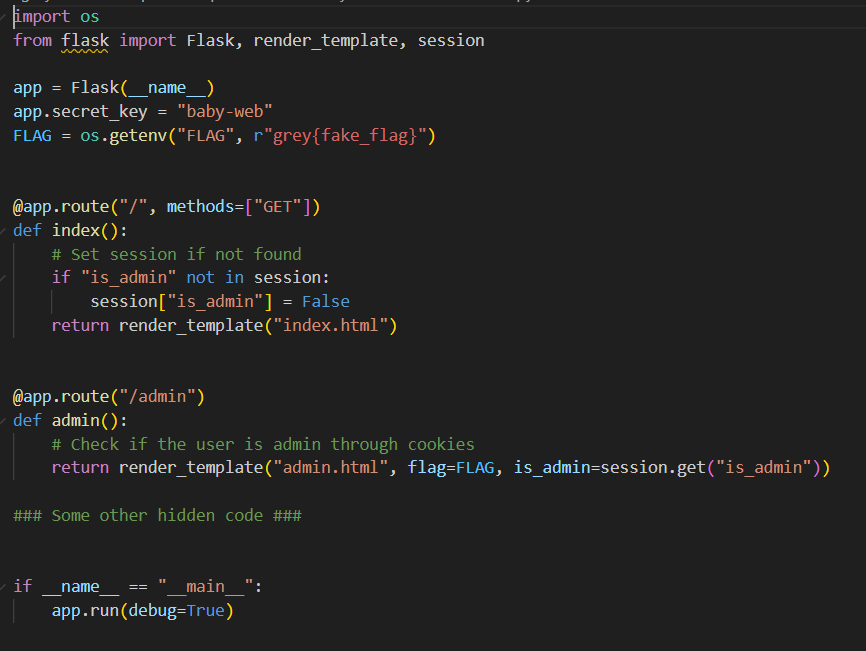 import os
from flask import Flask, render_template, session
app = Flask(__name__)
app.secret_key = "baby-web"
FLAG = os.getenv("FLAG", r"grey{fake_flag}")
@app.route("/", methods=["GET"])
def index():
# Set session if not found
if "is_admin" not in session:
session["is_admin"] = False
return render_template("index.html")
@app.route("/admin")
def admin():
# Check if the user is admin through cookies
return render_template("admin.html", flag=FLAG, is_admin=session.get("is_admin"))
### Some other hidden code ###
if __name__ == "__main__":
app.run(debug=True)